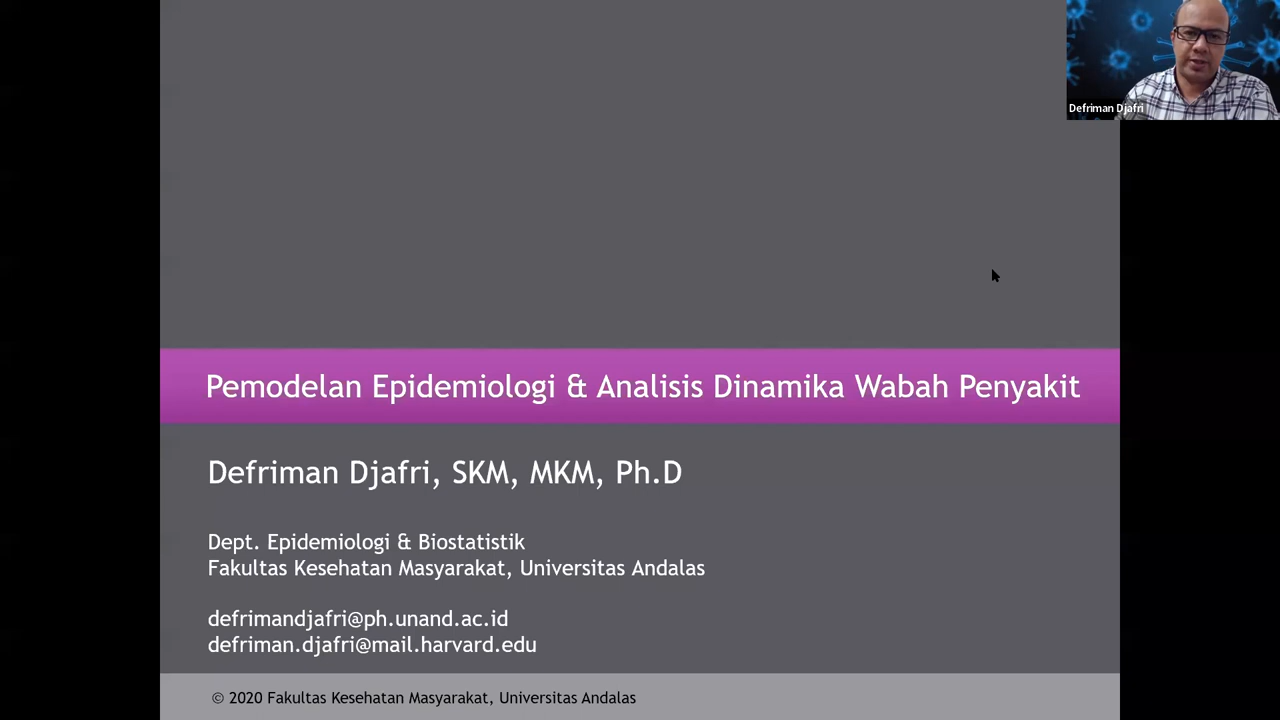 Defriman Djafri
Pemodelan Epidemiologi & Analisis Dinamika Wabah Penyakit
Defriman Djafri, SKM, MKM, Ph.D
Dept. Epidemiologi & Biostatistik
Fakultas Kesehatan Masyarakat, Universitas Andalas
defrimandjafri@ph.unand.ac.id
defriman.djafri@mail.harvard.edu
© 2020 Fakultas Kesehatan Masyarakat, Universitas Andalas